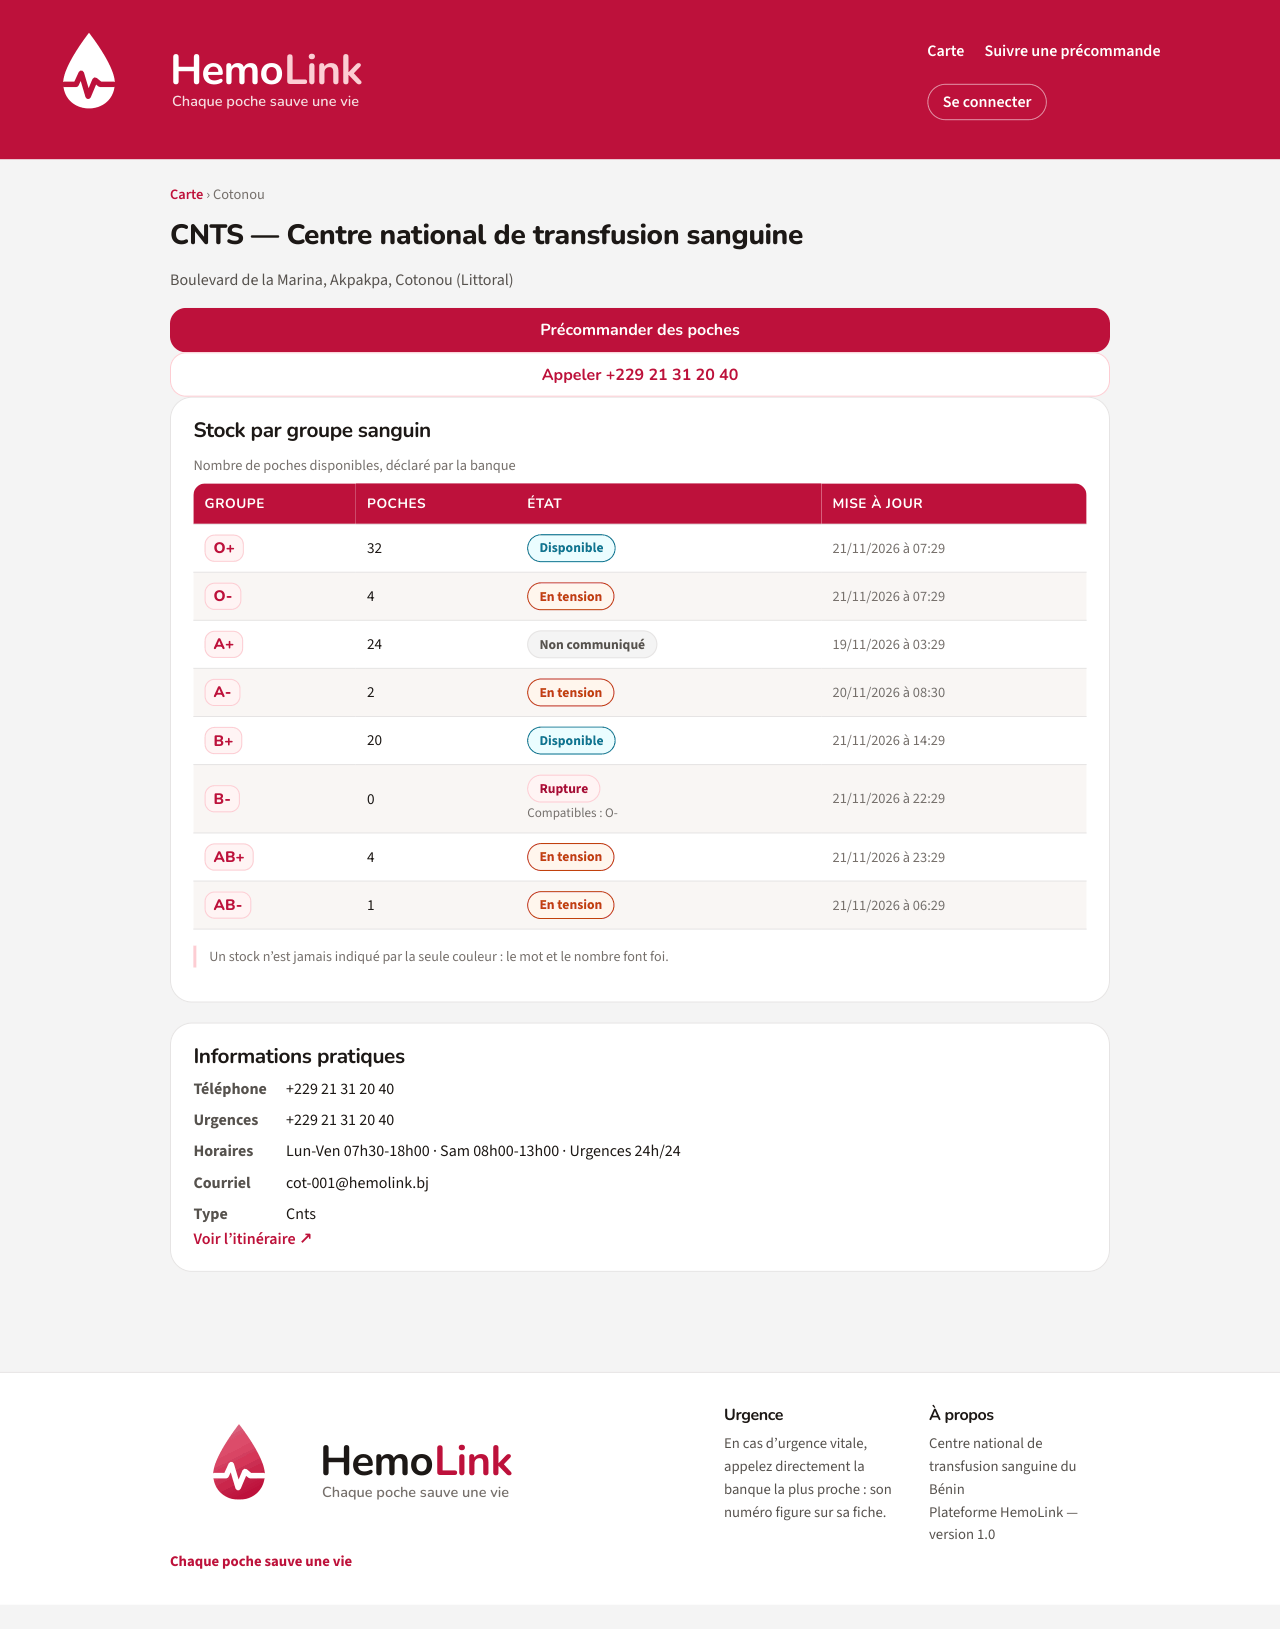 HemoLink
Chaque poche sauve une vie
Carte Suivre une précommande
Se connecter
Carte › Cotonou
CNTS — Centre national de transfusion sanguine
Boulevard de la Marina, Akpakpa, Cotonou (Littoral)
Précommander des poches
Appeler +229 21 31 20 40
Stock par groupe sanguin
Nombre de poches disponibles, déclaré par la banque
GROUPE POCHES ÉTAT MISE À JOUR
O+ 32 Disponible 21/11/2026 à 07:29
O- 4 En tension 21/11/2026 à 07:29
A+ 24 Non communiqué 19/11/2026 à 03:29
A- 2 En tension 20/11/2026 à 08:30
B+ 20 Disponible 21/11/2026 à 14:29
B- 0 Rupture 21/11/2026 à 22:29
Compatibles : O-
AB+ 4 En tension 21/11/2026 à 23:29
AB- 1 En tension 21/11/2026 à 06:29
Un stock n’est jamais indiqué par la seule couleur : le mot et le nombre font foi.
Informations pratiques
Téléphone +229 21 31 20 40
Urgences +229 21 31 20 40
Horaires Lun-Ven 07h30-18h00 · Sam 08h00-13h00 · Urgences 24h/24
Courriel cot-001@hemolink.bj
Type Cnts
Voir l’itinéraire ↗
HemoLink
Chaque poche sauve une vie
Chaque poche sauve une vie
Urgence
En cas d’urgence vitale,
appelez directement la
banque la plus proche : son
numéro figure sur sa fiche.
À propos
Centre national de
transfusion sanguine du
Bénin
Plateforme HemoLink —
version 1.0